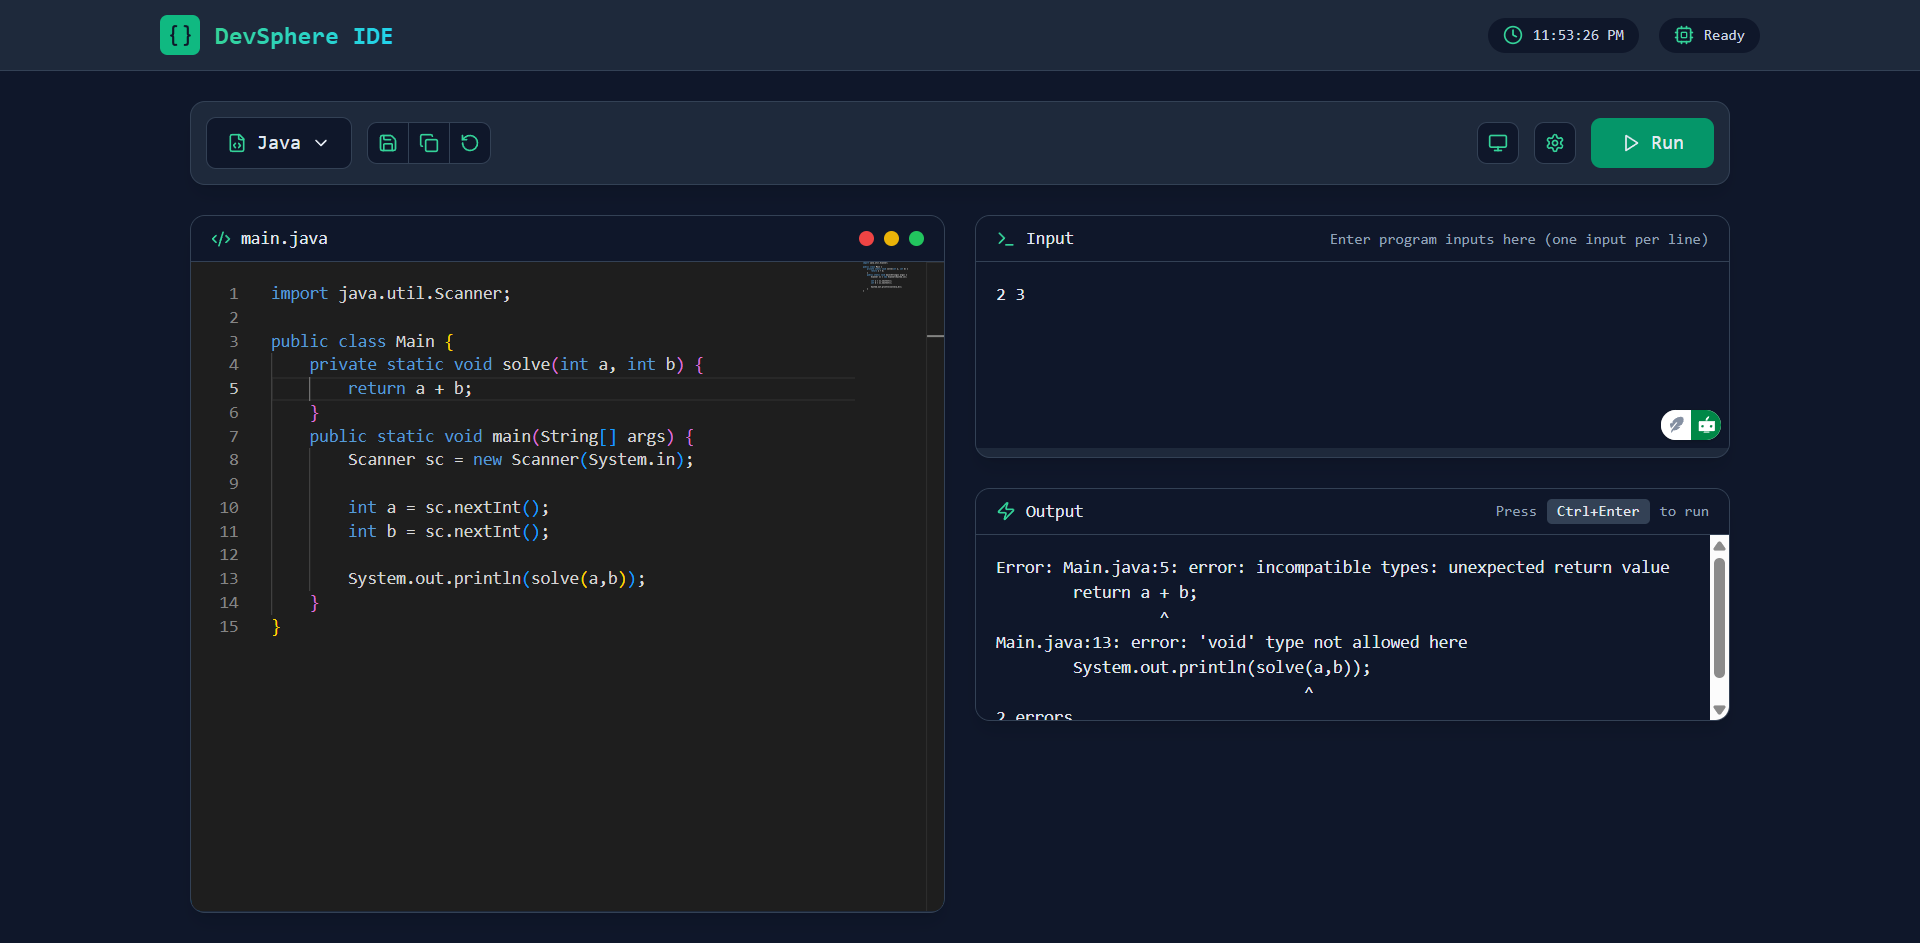 {} DevSphere IDE
11:53:26 PM
Ready
Java
Run
main.java
1 import java.util.Scanner;
2
3 public class Main {
4     private static void solve(int a, int b) {
5         return a + b;
6     }
7     public static void main(String[] args) {
8         Scanner sc = new Scanner(System.in);
9
10         int a = sc.nextInt();
11         int b = sc.nextInt();
12
13         System.out.println(solve(a,b));
14     }
15 }
Input
Enter program inputs here (one input per line)
2 3
Output
Press Ctrl+Enter to run
Error: Main.java:5: error: incompatible types: unexpected return value
        return a + b;
                 ^
Main.java:13: error: 'void' type not allowed here
        System.out.println(solve(a,b));
                                ^
2 errors